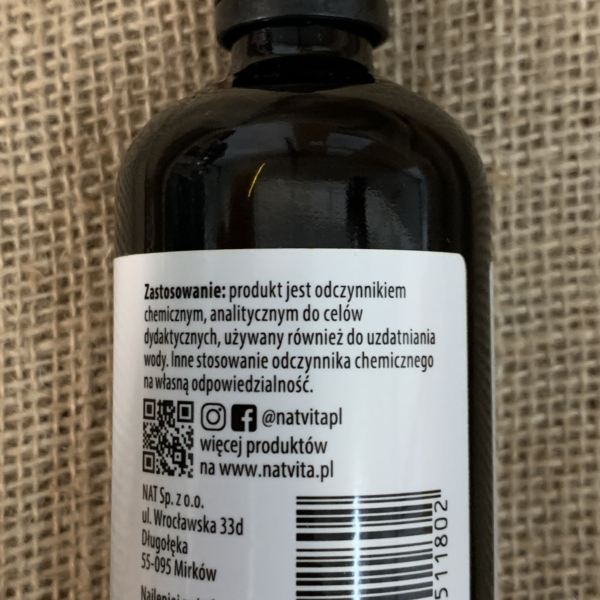 Zastosowanie: produkt jest odczynnikiem
chemicznym, analitycznym do celów
dydaktycznych, używany również do uzdatniania
wody. Inne stosowanie odczynnika chemicznego
na własną odpowiedzialność.
@natvitapl
więcej produktów
na www.natvita.pl
NAT Sp. z o.o.
ul. Wrocławska 33d
Długołęka
55-095 Mirków
511802